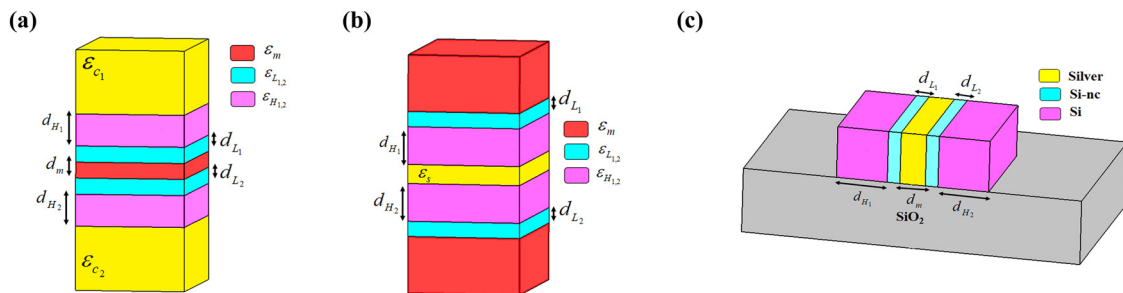 (a)
ε_c₁
d_H₁
d_m
d_H₂
ε_c₂
d_L₁
d_L₂
ε_m
ε_L₁,₂
ε_H₁,₂
(b)
d_H₁
ε_s
d_H₂
d_L₁
d_L₂
ε_m
ε_L₁,₂
ε_H₁,₂
(c)
d_L₁ d_L₂
Silver
Si-nc
Si
d_H₁ d_m d_H₂
SiO₂